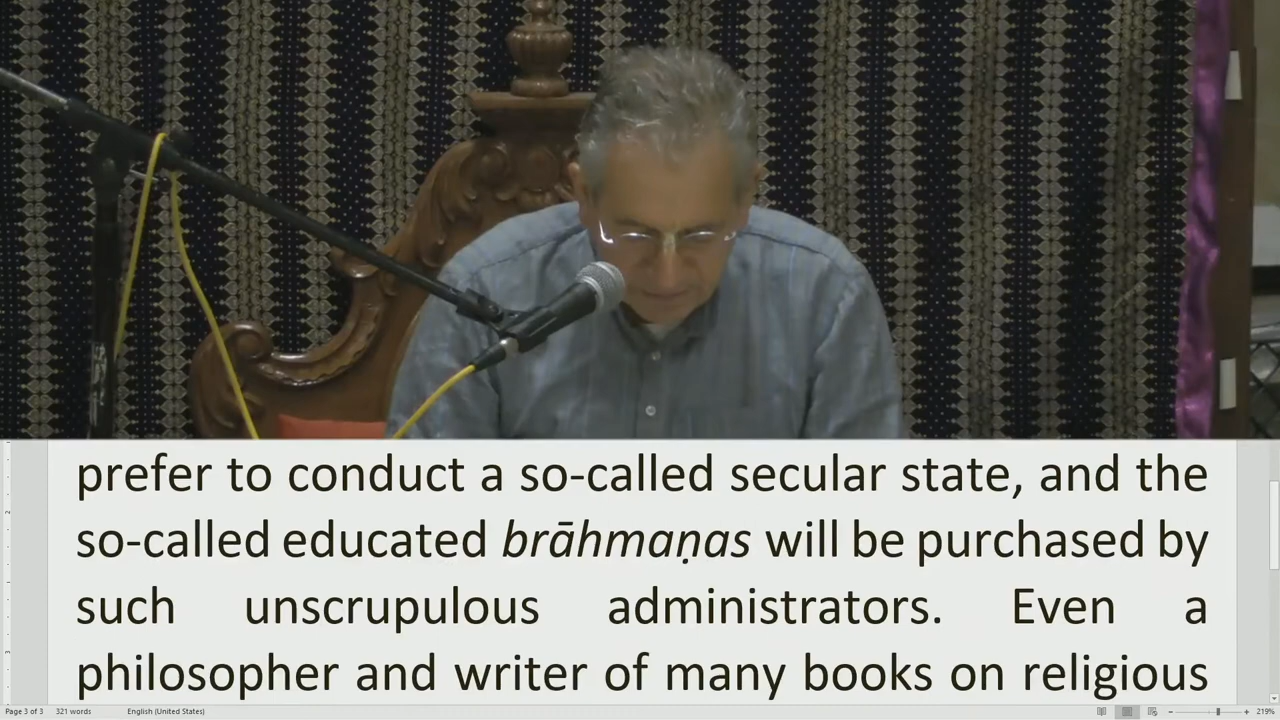 prefer to conduct a so-called secular state, and the
so-called educated brāhmaṇas will be purchased by
such unscrupulous administrators. Even a
philosopher and writer of many books on religious
Page 3 of 3 321 words English (United States) 219%